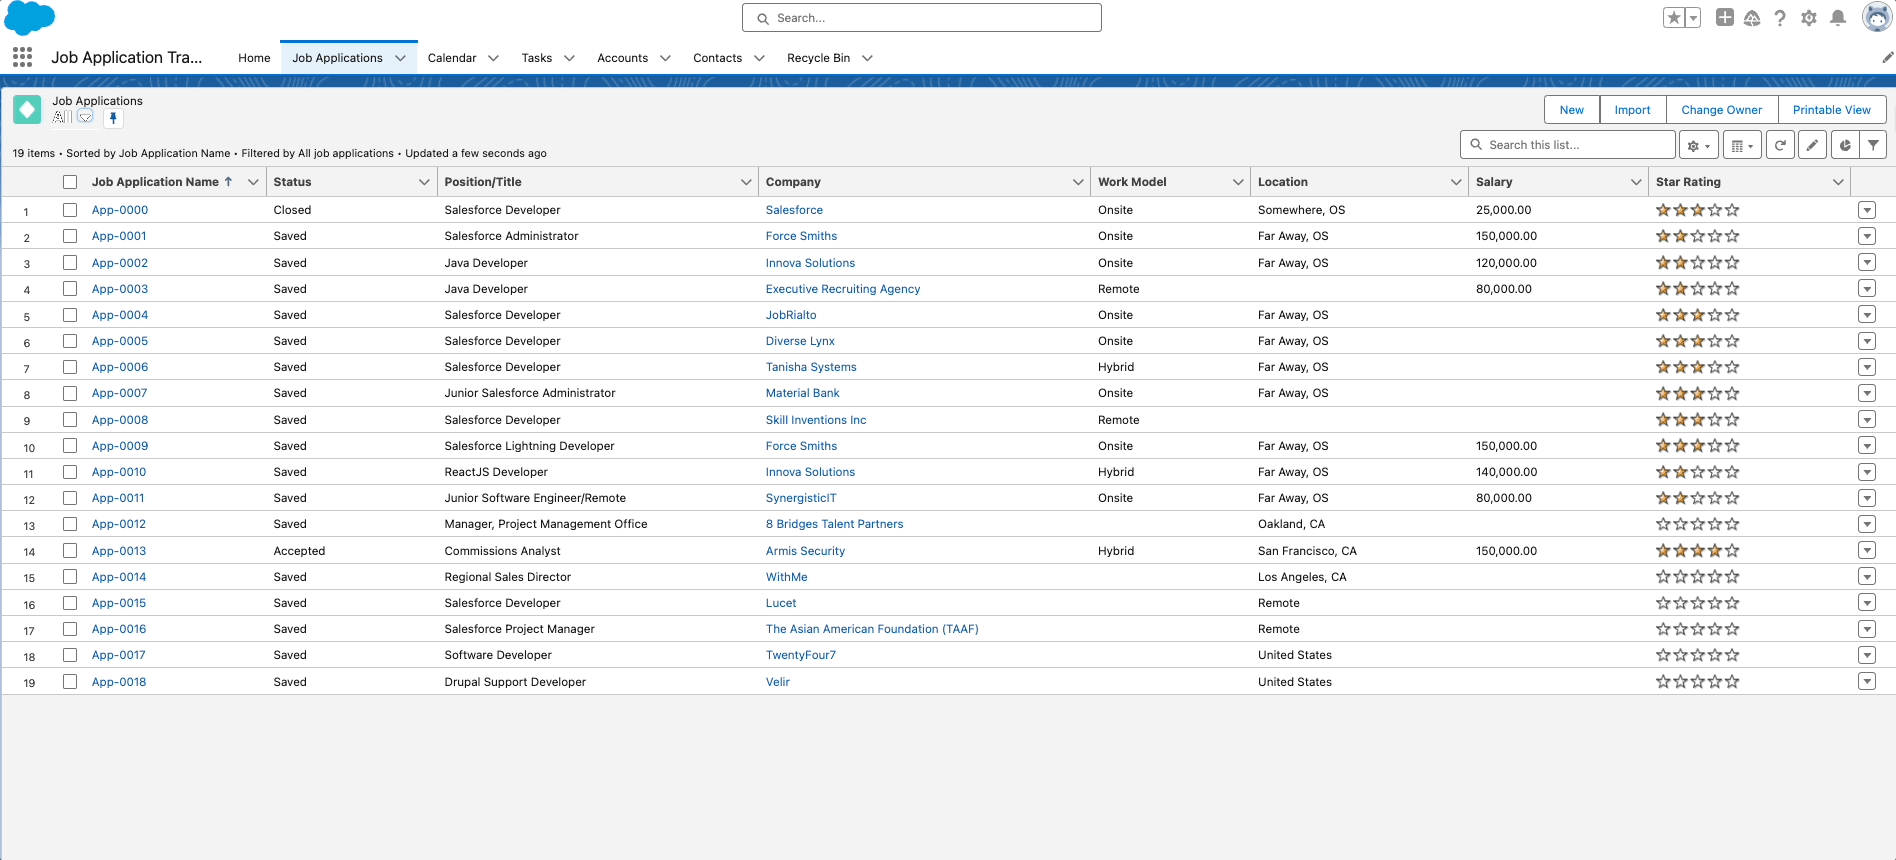 Search...
Job Application Tra...
Home Job Applications Calendar Tasks Accounts Contacts Recycle Bin
Job Applications
All
New Import Change Owner Printable View
19 items • Sorted by Job Application Name • Filtered by All job applications • Updated a few seconds ago
Search this list...
Job Application Name ↑ Status Position/Title Company Work Model Location Salary Star Rating
1 App-0000 Closed Salesforce Developer Salesforce Onsite Somewhere, OS 25,000.00
2 App-0001 Saved Salesforce Administrator Force Smiths Onsite Far Away, OS 150,000.00
3 App-0002 Saved Java Developer Innova Solutions Onsite Far Away, OS 120,000.00
4 App-0003 Saved Java Developer Executive Recruiting Agency Remote 80,000.00
5 App-0004 Saved Salesforce Developer JobRialto Onsite Far Away, OS
6 App-0005 Saved Salesforce Developer Diverse Lynx Onsite Far Away, OS
7 App-0006 Saved Salesforce Developer Tanisha Systems Hybrid Far Away, OS
8 App-0007 Saved Junior Salesforce Administrator Material Bank Onsite Far Away, OS
9 App-0008 Saved Salesforce Developer Skill Inventions Inc Remote
10 App-0009 Saved Salesforce Lightning Developer Force Smiths Onsite Far Away, OS 150,000.00
11 App-0010 Saved ReactJS Developer Innova Solutions Hybrid Far Away, OS 140,000.00
12 App-0011 Saved Junior Software Engineer/Remote SynergisticIT Onsite Far Away, OS 80,000.00
13 App-0012 Saved Manager, Project Management Office 8 Bridges Talent Partners Oakland, CA
14 App-0013 Accepted Commissions Analyst Armis Security Hybrid San Francisco, CA 150,000.00
15 App-0014 Saved Regional Sales Director WithMe Los Angeles, CA
16 App-0015 Saved Salesforce Developer Lucet Remote
17 App-0016 Saved Salesforce Project Manager The Asian American Foundation (TAAF) Remote
18 App-0017 Saved Software Developer TwentyFour7 United States
19 App-0018 Saved Drupal Support Developer Velir United States